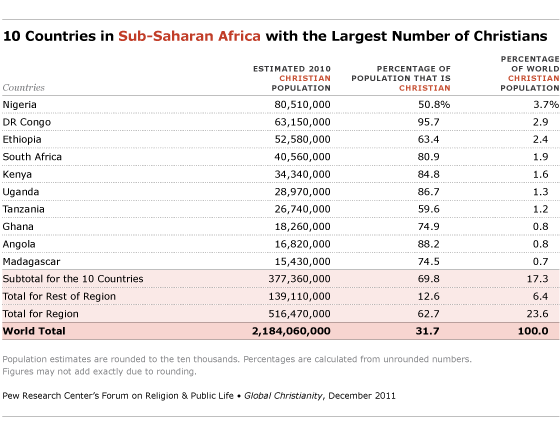 10 Countries in Sub-Saharan Africa with the Largest Number of Christians
Countries ESTIMATED 2010 CHRISTIAN POPULATION PERCENTAGE OF POPULATION THAT IS CHRISTIAN PERCENTAGE OF WORLD CHRISTIAN POPULATION
Nigeria 80,510,000 50.8% 3.7%
DR Congo 63,150,000 95.7 2.9
Ethiopia 52,580,000 63.4 2.4
South Africa 40,560,000 80.9 1.9
Kenya 34,340,000 84.8 1.6
Uganda 28,970,000 86.7 1.3
Tanzania 26,740,000 59.6 1.2
Ghana 18,260,000 74.9 0.8
Angola 16,820,000 88.2 0.8
Madagascar 15,430,000 74.5 0.7
Subtotal for the 10 Countries 377,360,000 69.8 17.3
Total for Rest of Region 139,110,000 12.6 6.4
Total for Region 516,470,000 62.7 23.6
World Total 2,184,060,000 31.7 100.0
Population estimates are rounded to the ten thousands. Percentages are calculated from unrounded numbers.
Figures may not add exactly due to rounding.
Pew Research Center's Forum on Religion & Public Life • Global Christianity, December 2011